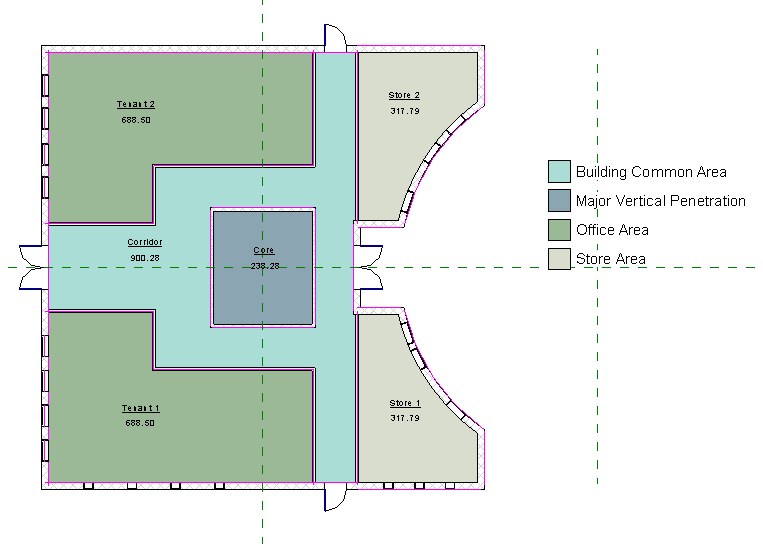 Tenant 2
688.50
Store 2
317.79
Building Common Area
Major Vertical Penetration
Office Area
Store Area
Corridor
900.28
Core
238.28
Tenant 1
688.50
Store 1
317.79